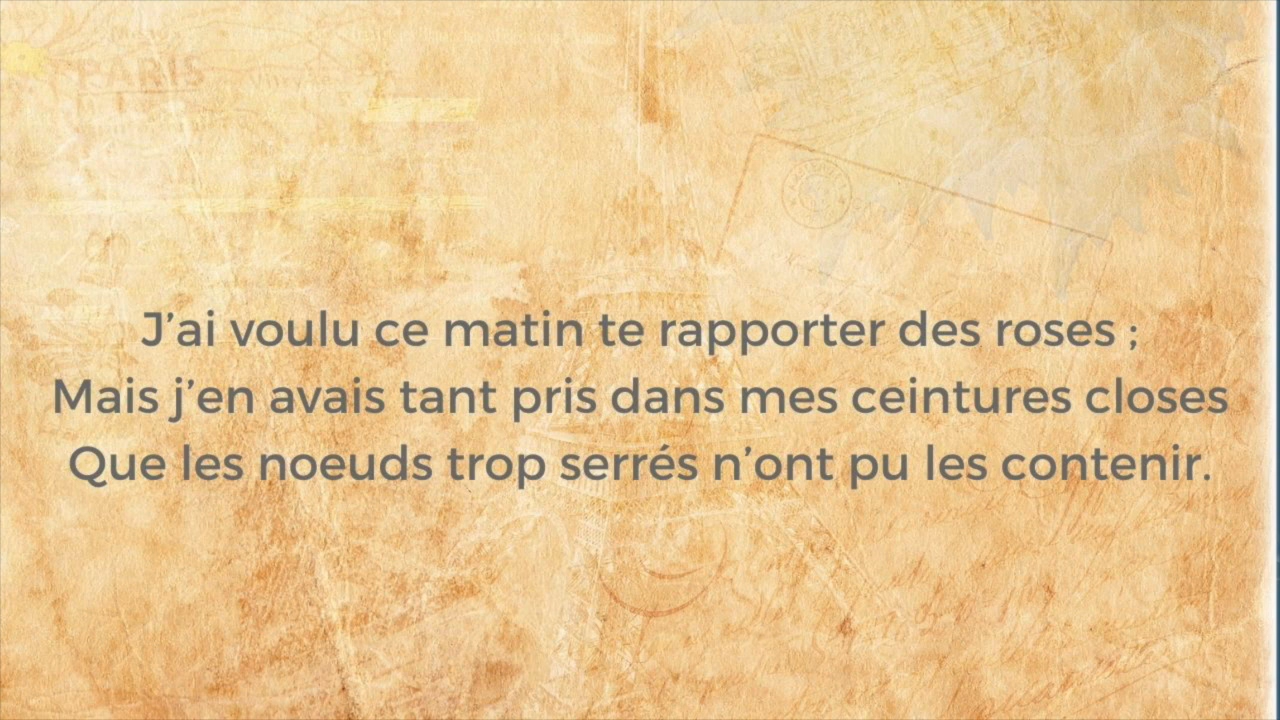 PARIS
J’ai voulu ce matin te rapporter des roses ;
Mais j’en avais tant pris dans mes ceintures closes
Que les noeuds trop serrés n’ont pu les contenir.